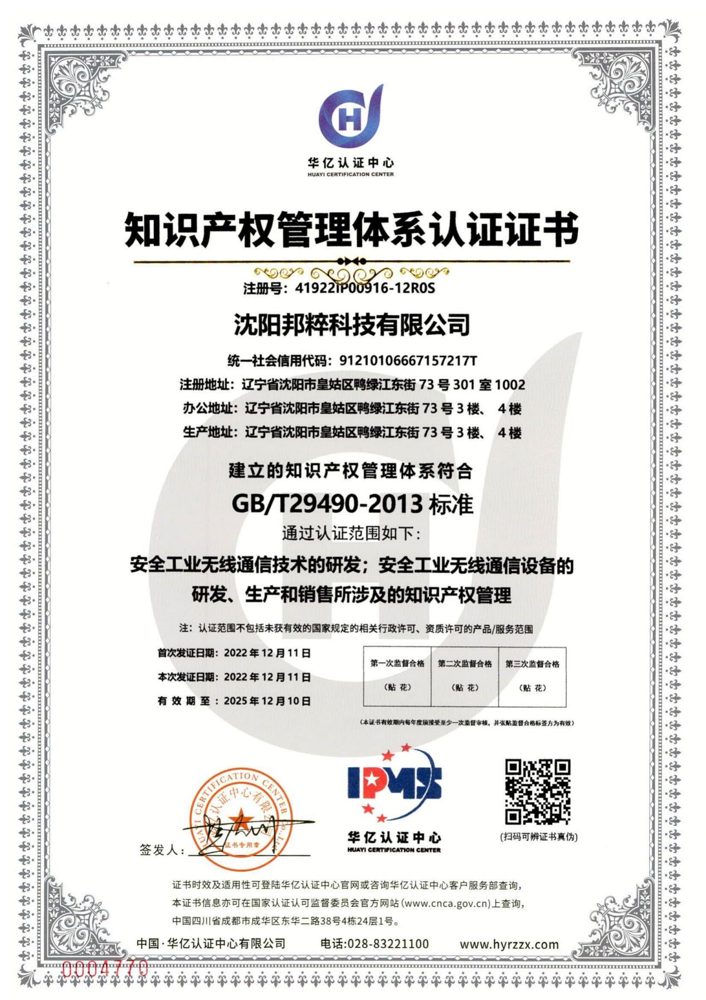 华亿认证中心
HUAYI CERTIFICATION CENTER
知识产权管理体系认证证书
注册号：41922IP00916-12R0S
沈阳邦粹科技有限公司
统一社会信用代码：91210106667157217T
注册地址：辽宁省沈阳市皇姑区鸭绿江东街 73 号 301 室 1002
办公地址：辽宁省沈阳市皇姑区鸭绿江东街 73 号 3 楼、 4 楼
生产地址：辽宁省沈阳市皇姑区鸭绿江东街 73 号 3 楼、 4 楼
建立的知识产权管理体系符合
GB/T29490-2013 标准
通过认证范围如下：
安全工业无线通信技术的研发；安全工业无线通信设备的
研发、生产和销售所涉及的知识产权管理
注：认证范围不包括未获有效的国家规定的相关行政许可、资质许可的产品/服务范围
首次发证日期：2022 年 12 月 11 日
本次发证日期：2022 年 12 月 11 日
有 效 期 至 ：2025 年 12 月 10 日
第一次监督合格 第二次监督合格 第三次监督合格
（贴 花） （贴 花） （贴 花）
（本证书有效期内每年度须接受至少一次监督审核，并张贴监督合格标签方为有效）
HUAYI CERTIFICATION CENTER Co.,Ltd
华亿认证中心有限公司
证书专用章
签发人：
IPMS
华亿认证中心
HUAYI CERTIFICATION CENTER
(扫码可辨证书真伪)
证书时效及适用性可登陆华亿认证中心官网或咨询华亿认证中心客户服务部查询，
本证书信息亦可在国家认证认可监督委员会官方网站（www.cnca.gov.cn)上查询，
中国四川省成都市成华区东华二路38号4栋24层1号。
中国·华亿认证中心有限公司 电话:028-83221100 www.hyrzzx.com
0004770